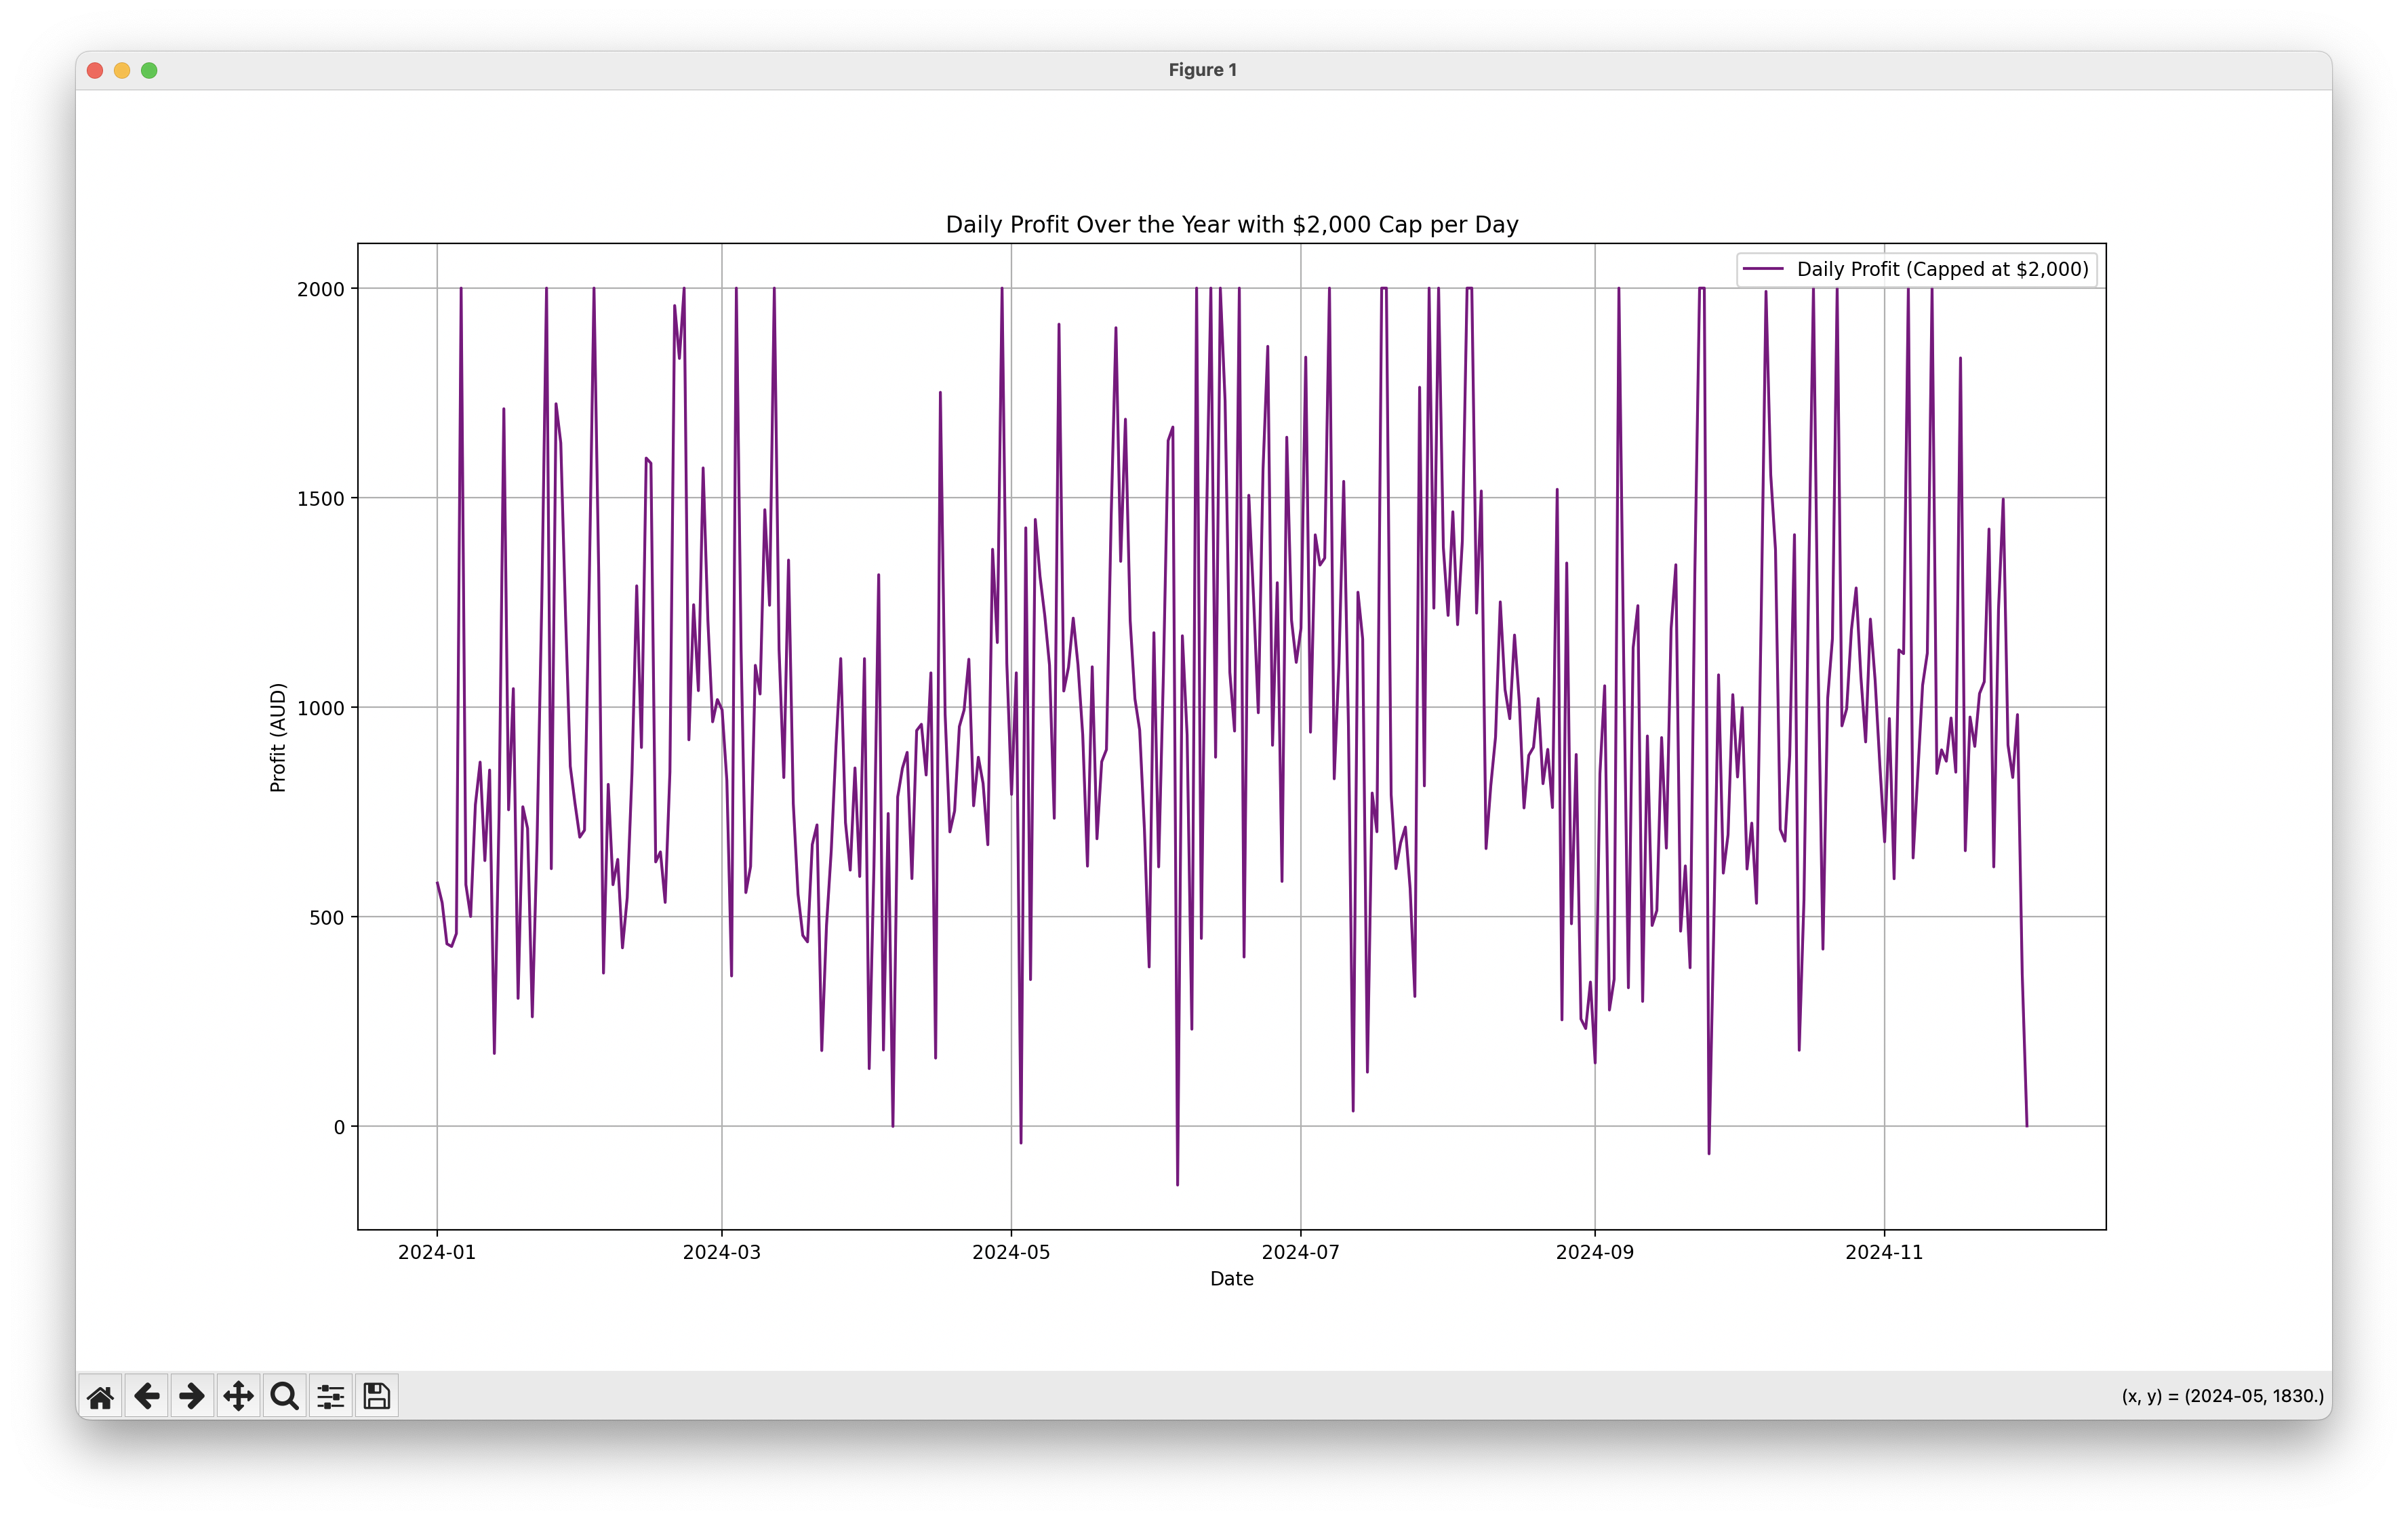 Figure 1
Daily Profit Over the Year with $2,000 Cap per Day
Daily Profit (Capped at $2,000)
2000
1500
1000
500
0
Profit (AUD)
2024-01 2024-03 2024-05 2024-07 2024-09 2024-11
Date
(x, y) = (2024-05, 1830.)